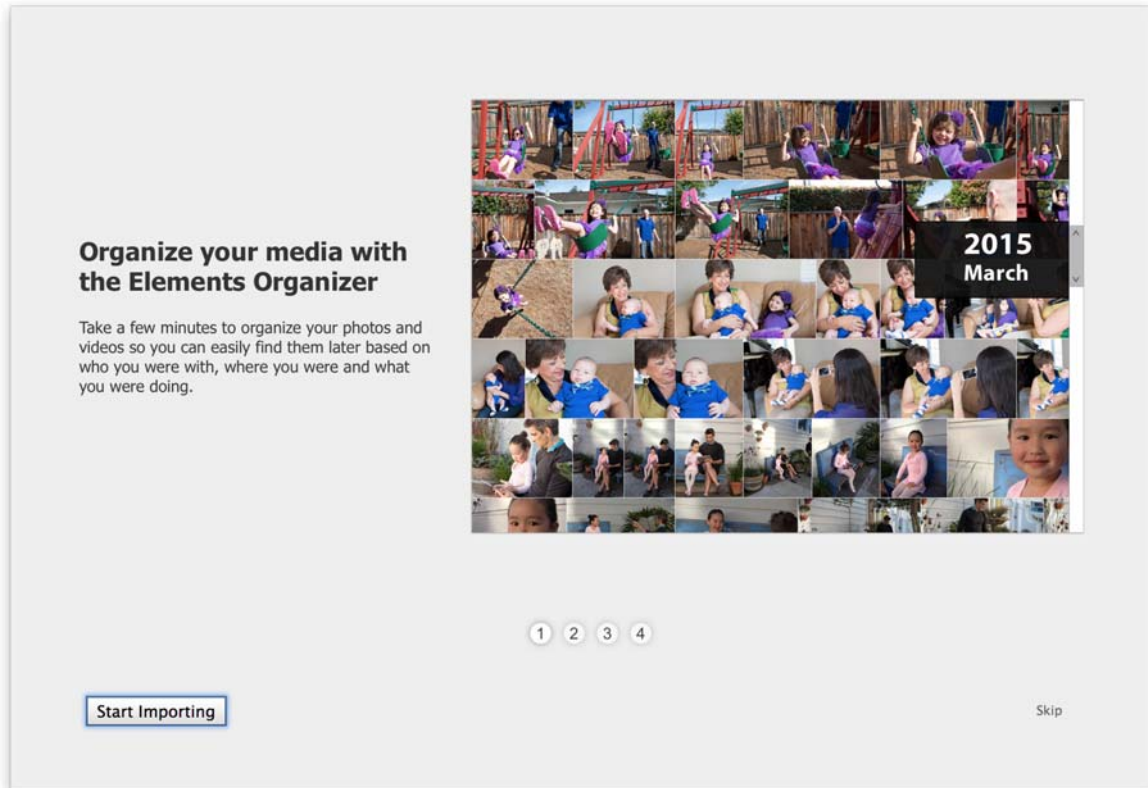 Organize your media with
the Elements Organizer
Take a few minutes to organize your photos and
videos so you can easily find them later based on
who you were with, where you were and what
you were doing.
2015
March
1 2 3 4
Start Importing
Skip